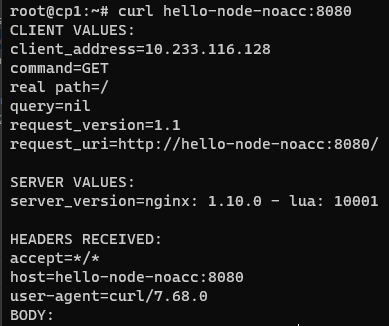 root@cp1:~# curl hello-node-noacc:8080
CLIENT VALUES:
client_address=10.233.116.128
command=GET
real path=/
query=nil
request_version=1.1
request_uri=http://hello-node-noacc:8080/
SERVER VALUES:
server_version=nginx: 1.10.0 - lua: 10001
HEADERS RECEIVED:
accept=*/*
host=hello-node-noacc:8080
user-agent=curl/7.68.0
BODY: